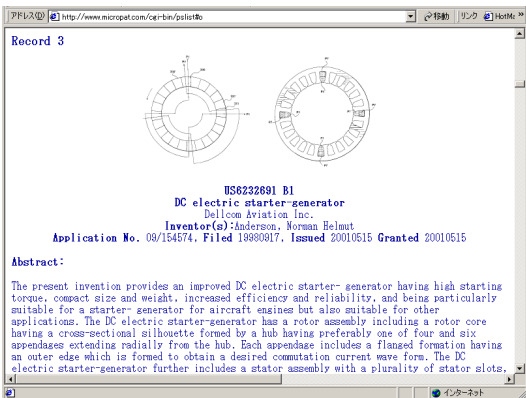 アドレス(D) http://www.micropat.com/cgi-bin/pslist#o 移動 リンク HotMa »
Record 3
US6232691 B1
DC electric starter-generator
Dellcom Aviation Inc.
Inventor(s):Anderson, Norman Helmut
Application No. 09/154574, Filed 19980917, Issued 20010515 Granted 20010515
Abstract:
The present invention provides an improved DC electric starter- generator having high starting
torque, compact size and weight, increased efficiency and reliability, and being particularly
suitable for a starter- generator for aircraft engines but also suitable for other
applications. The DC electric starter-generator has a rotor assembly including a rotor core
having a cross-sectional silhouette formed by a hub having preferably one of four and six
appendages extending radially from the hub. Each appendage includes a flanged formation having
an outer edge which is formed to obtain a desired commutation current wave form. The DC
electric starter-generator further includes a stator assembly with a plurality of stator slots,
インターネット